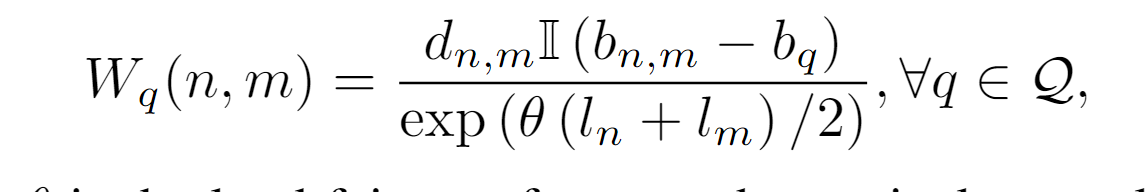 W_q(n, m) = \frac{d_{n,m} \mathbb{I}(b_{n,m} - b_q)}{\exp(\theta(l_n + l_m)/2)}, \forall q \in \mathcal{Q},